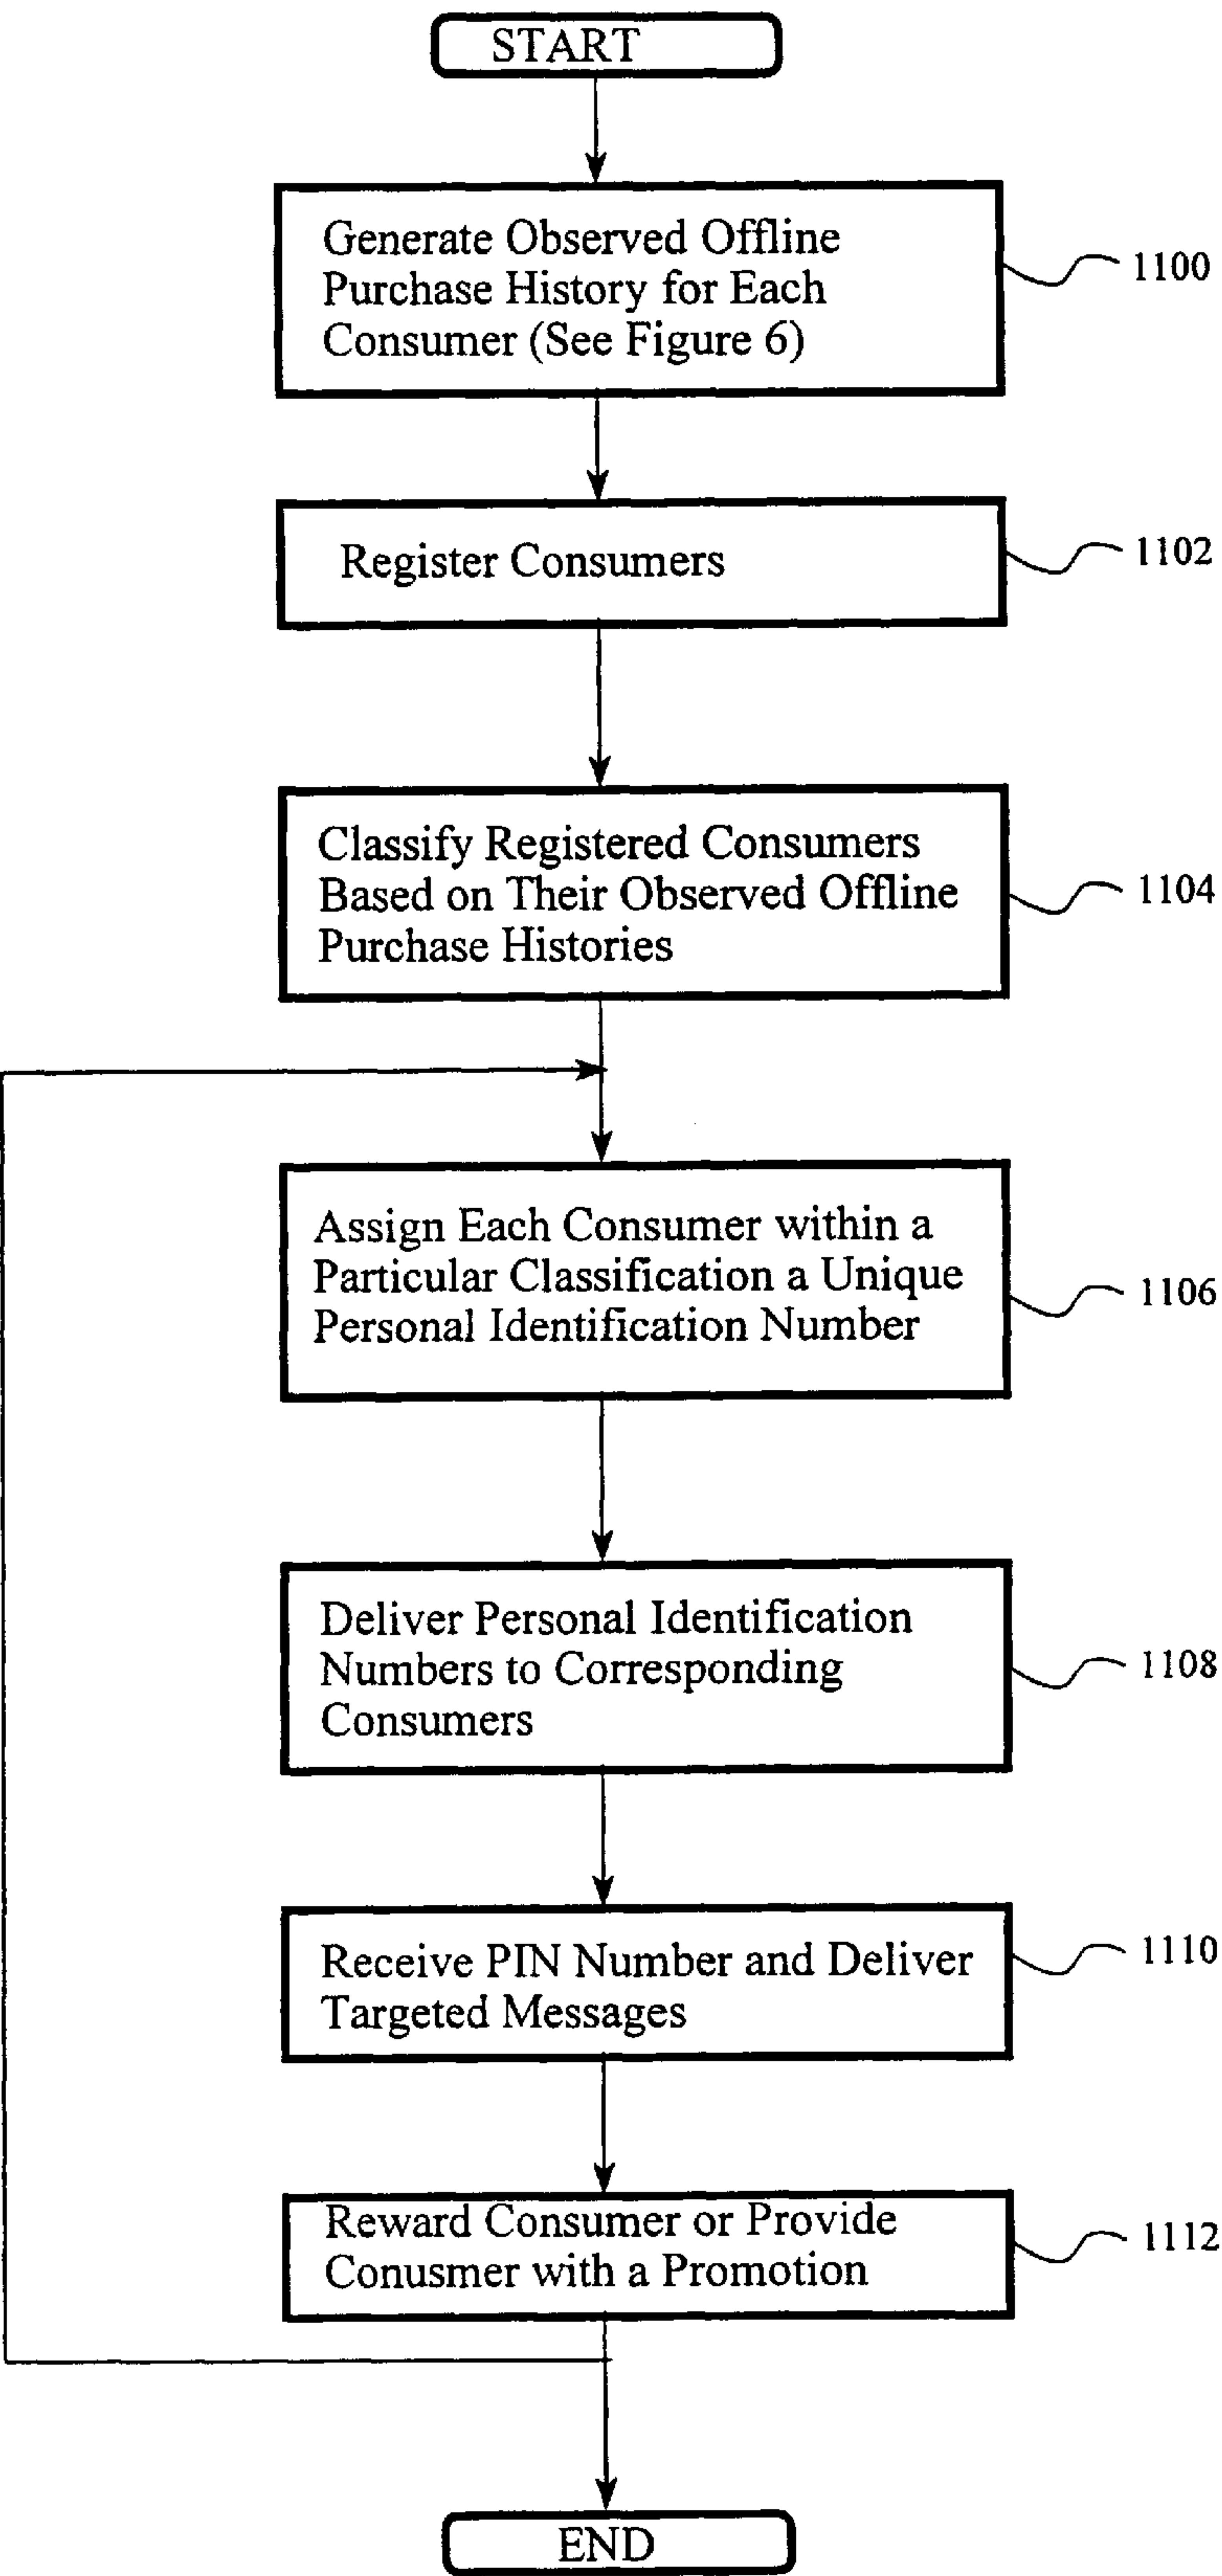 START
Generate Observed Offline
Purchase History for Each
Consumer (See Figure 6)
1100
Register Consumers
1102
Classify Registered Consumers
Based on Their Observed Offline
Purchase Histories
1104
Assign Each Consumer within a
Particular Classification a Unique
Personal Identification Number
1106
Deliver Personal Identification
Numbers to Corresponding
Consumers
1108
Receive PIN Number and Deliver
Targeted Messages
1110
Reward Consumer or Provide
Conusmer with a Promotion
1112
END